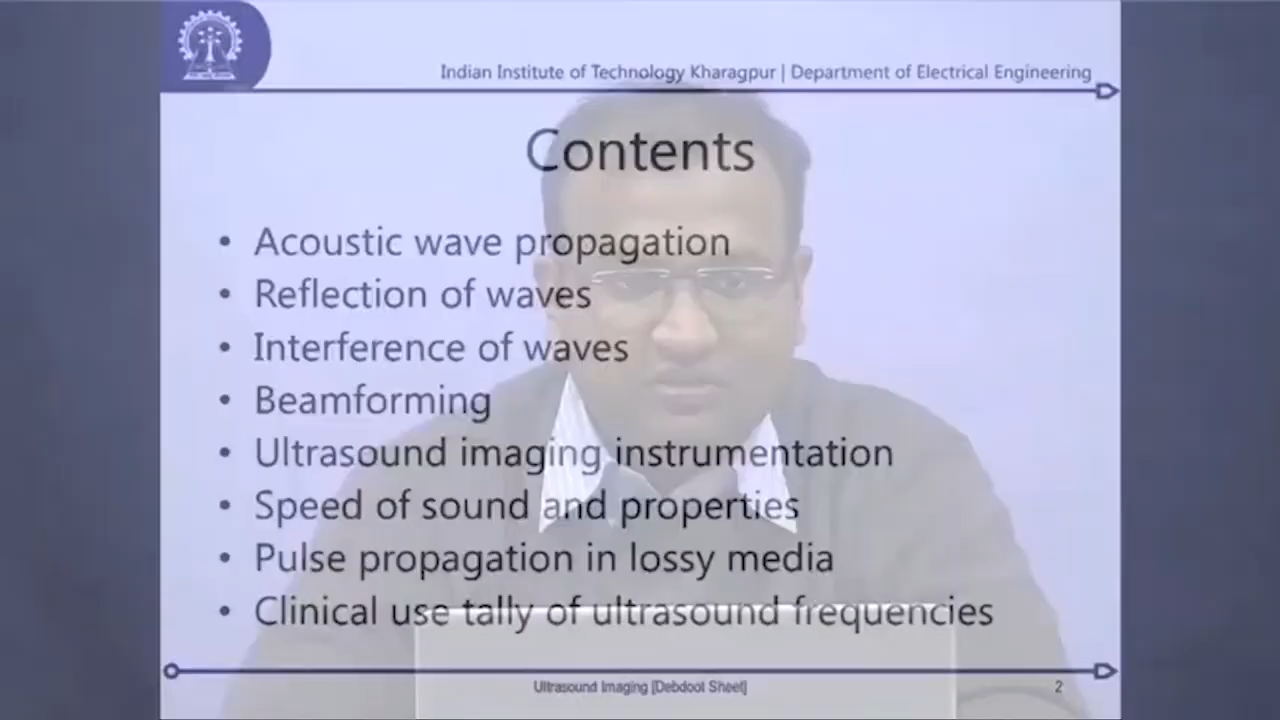 Indian Institute of Technology Kharagpur | Department of Electrical Engineering
Contents
• Acoustic wave propagation
• Reflection of waves
• Interference of waves
• Beamforming
• Ultrasound imaging instrumentation
• Speed of sound and properties
• Pulse propagation in lossy media
• Clinical use tally of ultrasound frequencies
Ultrasound Imaging [Debdoot Sheet]
2